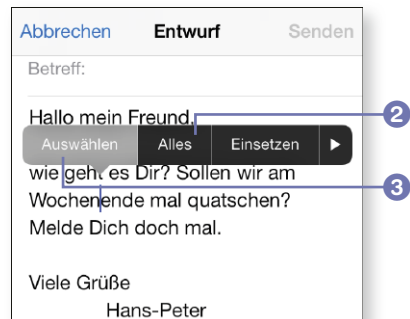 Abbrechen Entwurf Senden
Betreff:
Hallo mein Freund,
2
Auswählen Alles Einsetzen ▶
wie geht es Dir? Sollen wir am
3
Wochenende mal quatschen?
Melde Dich doch mal.
Viele Grüße
Hans-Peter